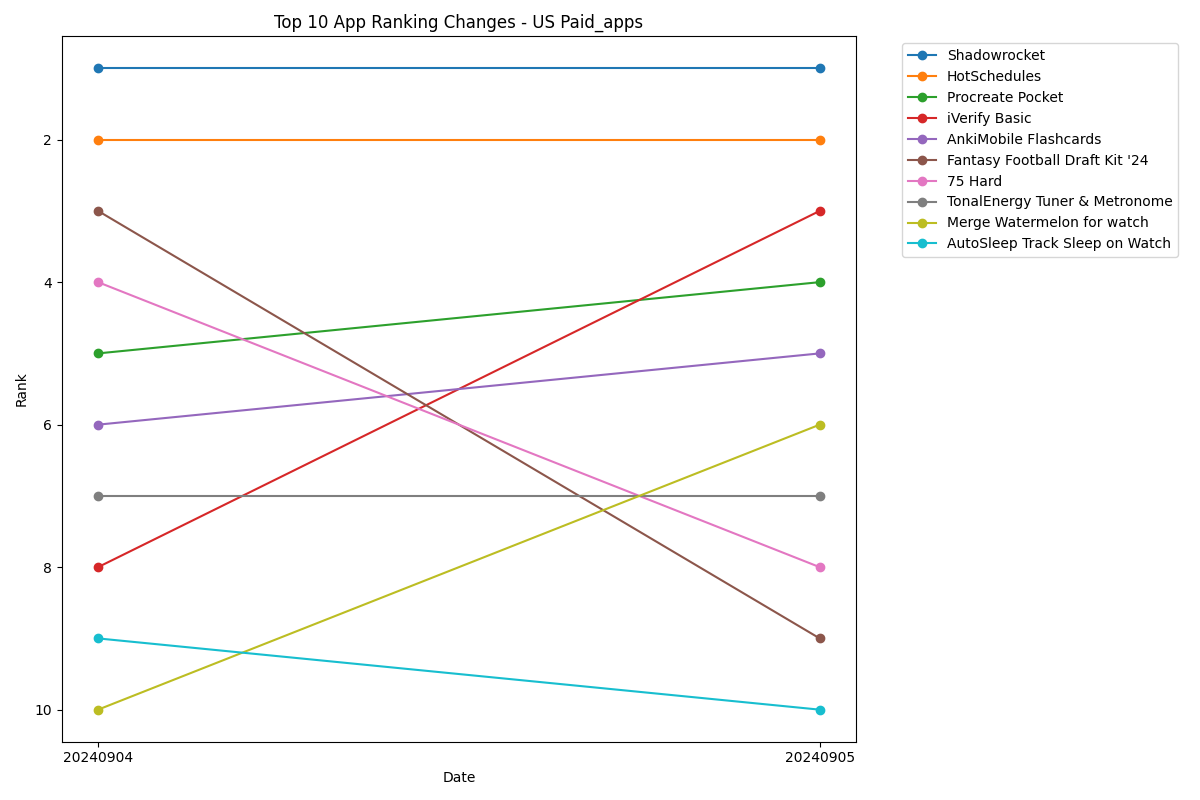 Top 10 App Ranking Changes - US Paid_apps
Shadowrocket
HotSchedules
Procreate Pocket
iVerify Basic
AnkiMobile Flashcards
Fantasy Football Draft Kit '24
75 Hard
TonalEnergy Tuner & Metronome
Merge Watermelon for watch
AutoSleep Track Sleep on Watch
Rank
2
4
6
8
10
20240904
20240905
Date